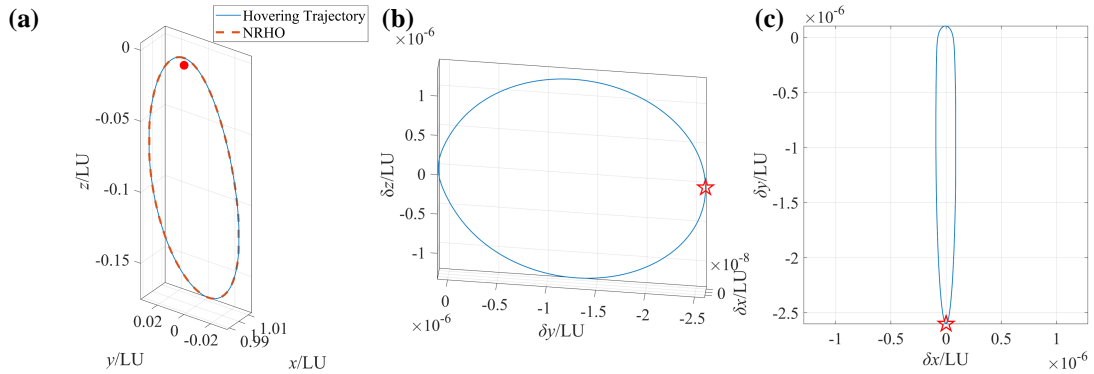 (a)
Hovering Trajectory
NRHO
0
-0.05
-0.1
-0.15
z/LU
0.02
0
-0.02
y/LU
1.01
0.99
x/LU
(b)
×10⁻⁶
1
0.5
0
-0.5
-1
δz/LU
0
-0.5
-1
-1.5
-2
-2.5
×10⁻⁶
δy/LU
×10⁻⁸
0
δx/LU
(c)
×10⁻⁶
0
-0.5
-1
-1.5
-2
-2.5
δy/LU
-1
-0.5
0
0.5
1
δx/LU
×10⁻⁶